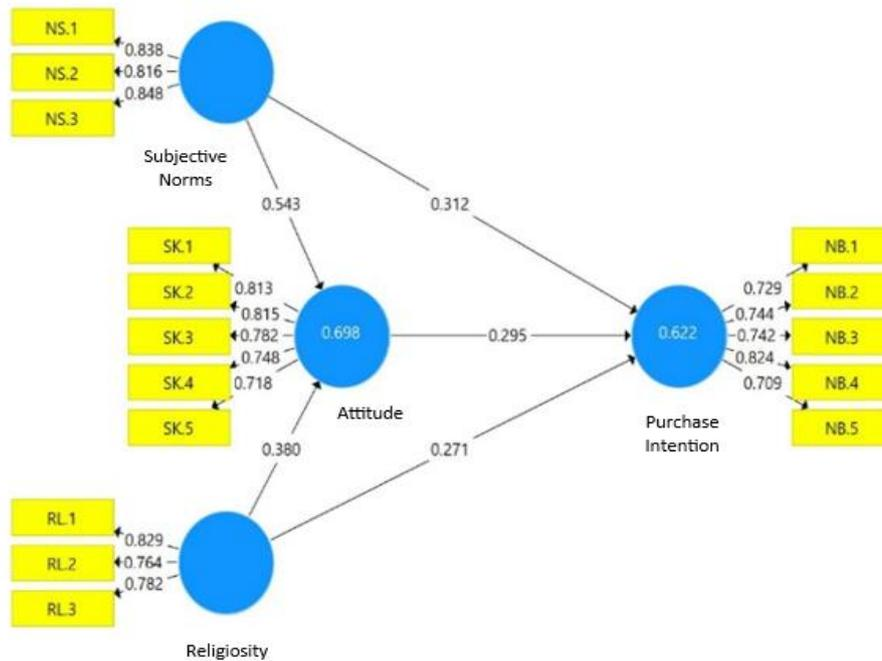 NS.1
0.838
NS.2
0.816
0.848
NS.3
Subjective
Norms
0.543
0.312
SK.1
0.813
SK.2
0.815
SK.3
0.782
0.748
SK.4
0.718
SK.5
0.698
Attitude
0.295
0.622
Purchase
Intention
NB.1
0.729
NB.2
0.744
NB.3
0.742
0.824
NB.4
0.709
NB.5
0.380
0.271
RL.1
0.829
RL.2
0.764
0.782
RL.3
Religiosity